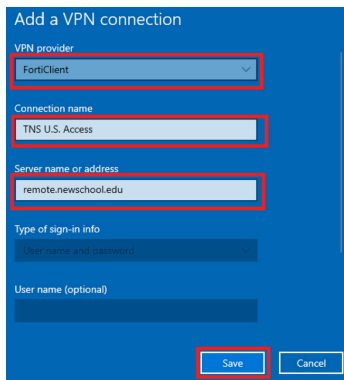 Add a VPN connection
VPN provider
FortiClient
Connection name
TNS U.S. Access
Server name or address
remote.newschool.edu
Type of sign-in info
User name and password
User name (optional)
Save Cancel